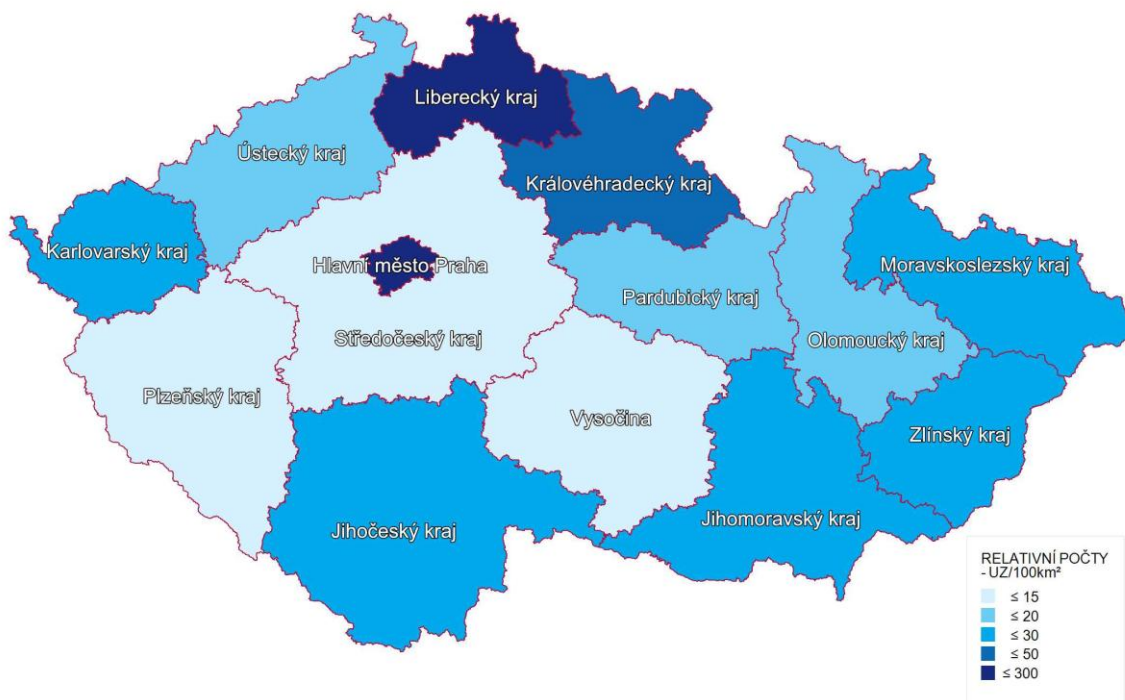 Liberecký kraj
Ústecký kraj
Královéhradecký kraj
Karlovarský kraj
Hlavní město Praha
Moravskoslezský kraj
Pardubický kraj
Středočeský kraj
Olomoucký kraj
Plzeňský kraj
Vysočina
Zlínský kraj
Jihočeský kraj
Jihomoravský kraj
RELATIVNÍ POČTY
- UZ/100km²
≤ 15
≤ 20
≤ 30
≤ 50
≤ 300